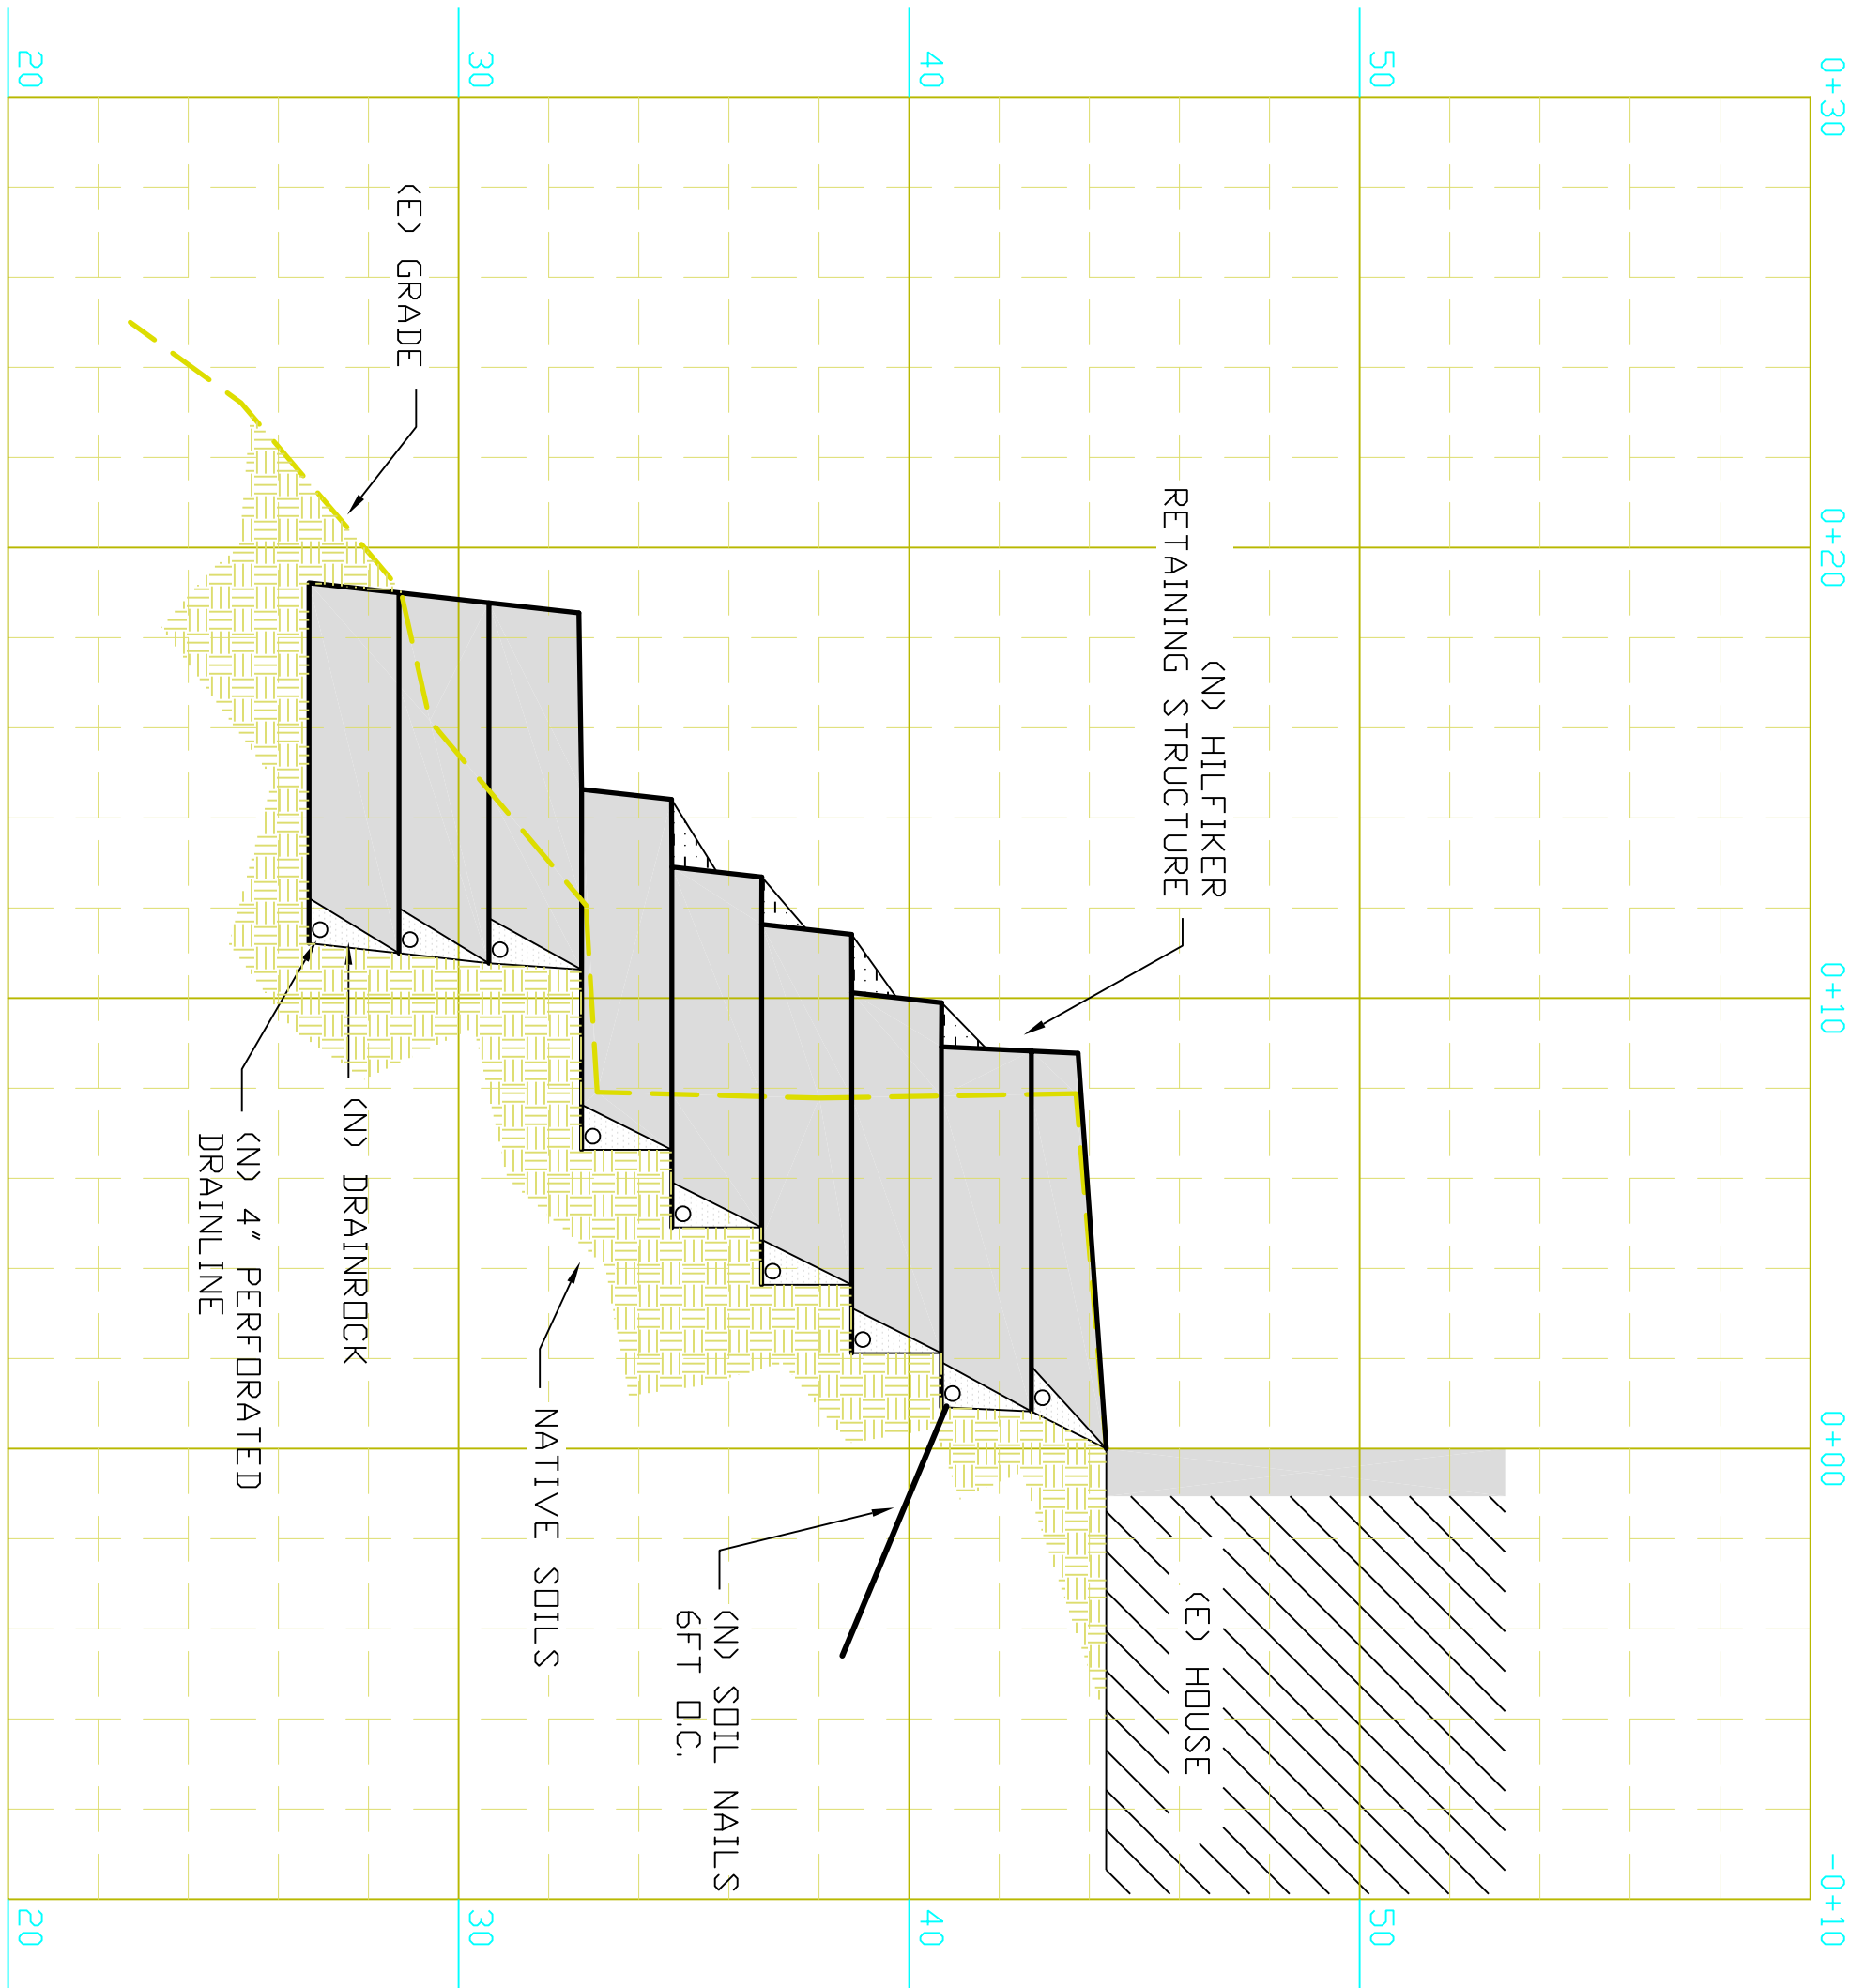 0+30
0+20
0+10
0+00
-0+10
50
50
40
40
30
30
20
20
(N) HILFIKER
RETAINING STRUCTURE
(E) GRADE
(E) HOUSE
(N) SOIL NAILS
6FT O.C.
NATIVE SOILS
(N) DRAINROCK
(N) 4" PERFORATED
DRAINLINE